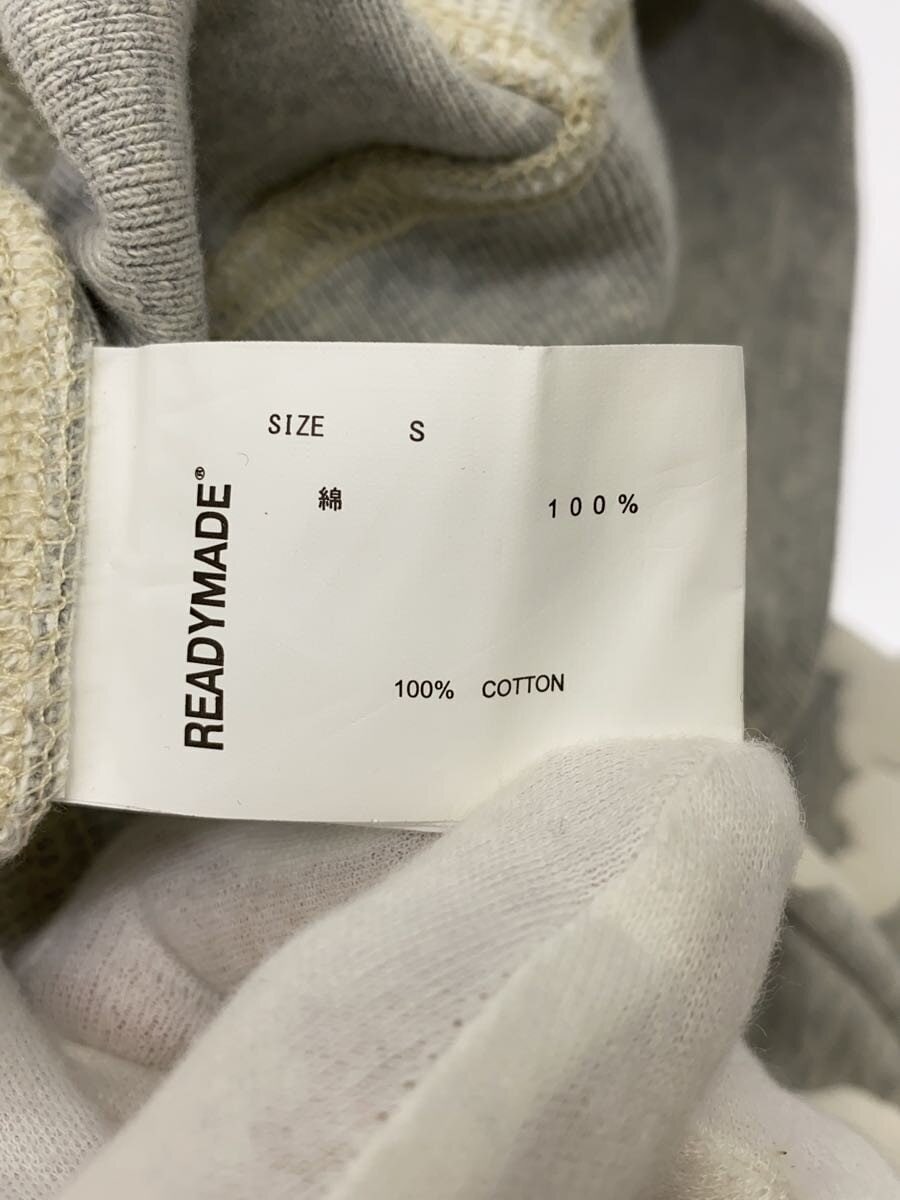 SIZE S
綿 100%
100% COTTON
READYMADE®